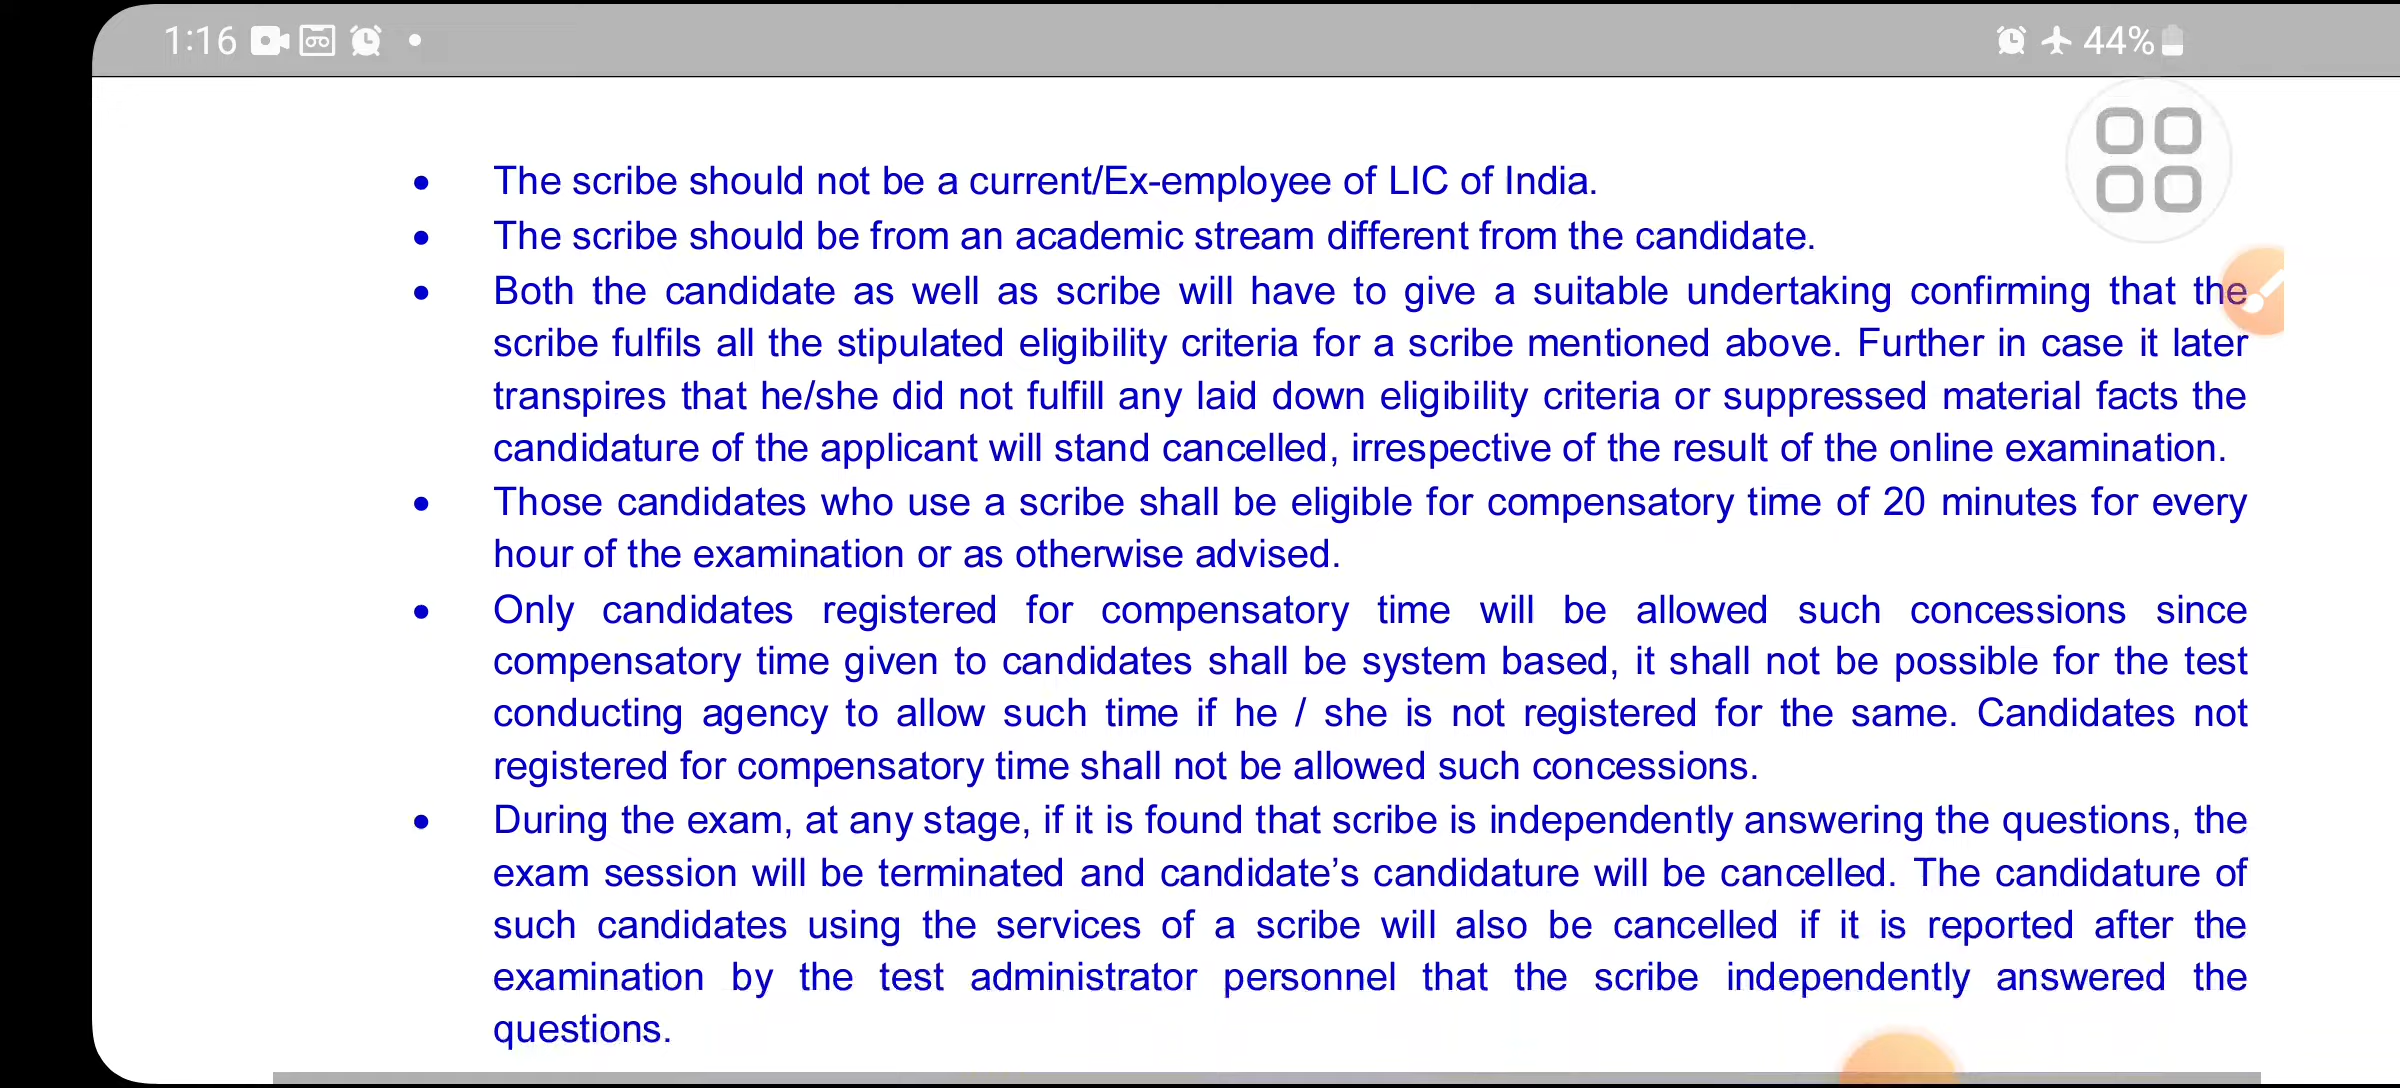 1:16
44%
• The scribe should not be a current/Ex-employee of LIC of India.
• The scribe should be from an academic stream different from the candidate.
• Both the candidate as well as scribe will have to give a suitable undertaking confirming that the
scribe fulfils all the stipulated eligibility criteria for a scribe mentioned above. Further in case it later
transpires that he/she did not fulfill any laid down eligibility criteria or suppressed material facts the
candidature of the applicant will stand cancelled, irrespective of the result of the online examination.
• Those candidates who use a scribe shall be eligible for compensatory time of 20 minutes for every
hour of the examination or as otherwise advised.
• Only candidates registered for compensatory time will be allowed such concessions since
compensatory time given to candidates shall be system based, it shall not be possible for the test
conducting agency to allow such time if he / she is not registered for the same. Candidates not
registered for compensatory time shall not be allowed such concessions.
• During the exam, at any stage, if it is found that scribe is independently answering the questions, the
exam session will be terminated and candidate’s candidature will be cancelled. The candidature of
such candidates using the services of a scribe will also be cancelled if it is reported after the
examination by the test administrator personnel that the scribe independently answered the
questions.